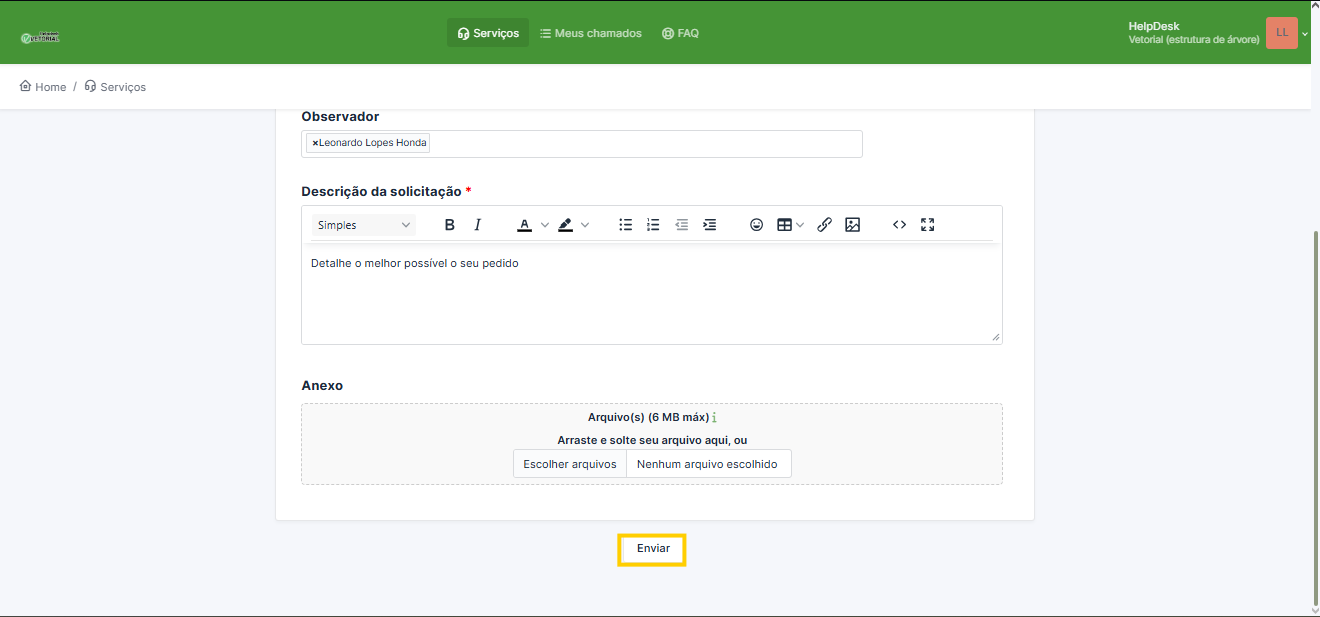 VETORIAL
Serviços
Meus chamados
FAQ
HelpDesk
Vetorial (estrutura de árvore)
LL
Home / Serviços
Observador
×Leonardo Lopes Honda
Descrição da solicitação *
Simples
B I A
Detalhe o melhor possível o seu pedido
Anexo
Arquivo(s) (6 MB máx) i
Arraste e solte seu arquivo aqui, ou
Escolher arquivos Nenhum arquivo escolhido
Enviar